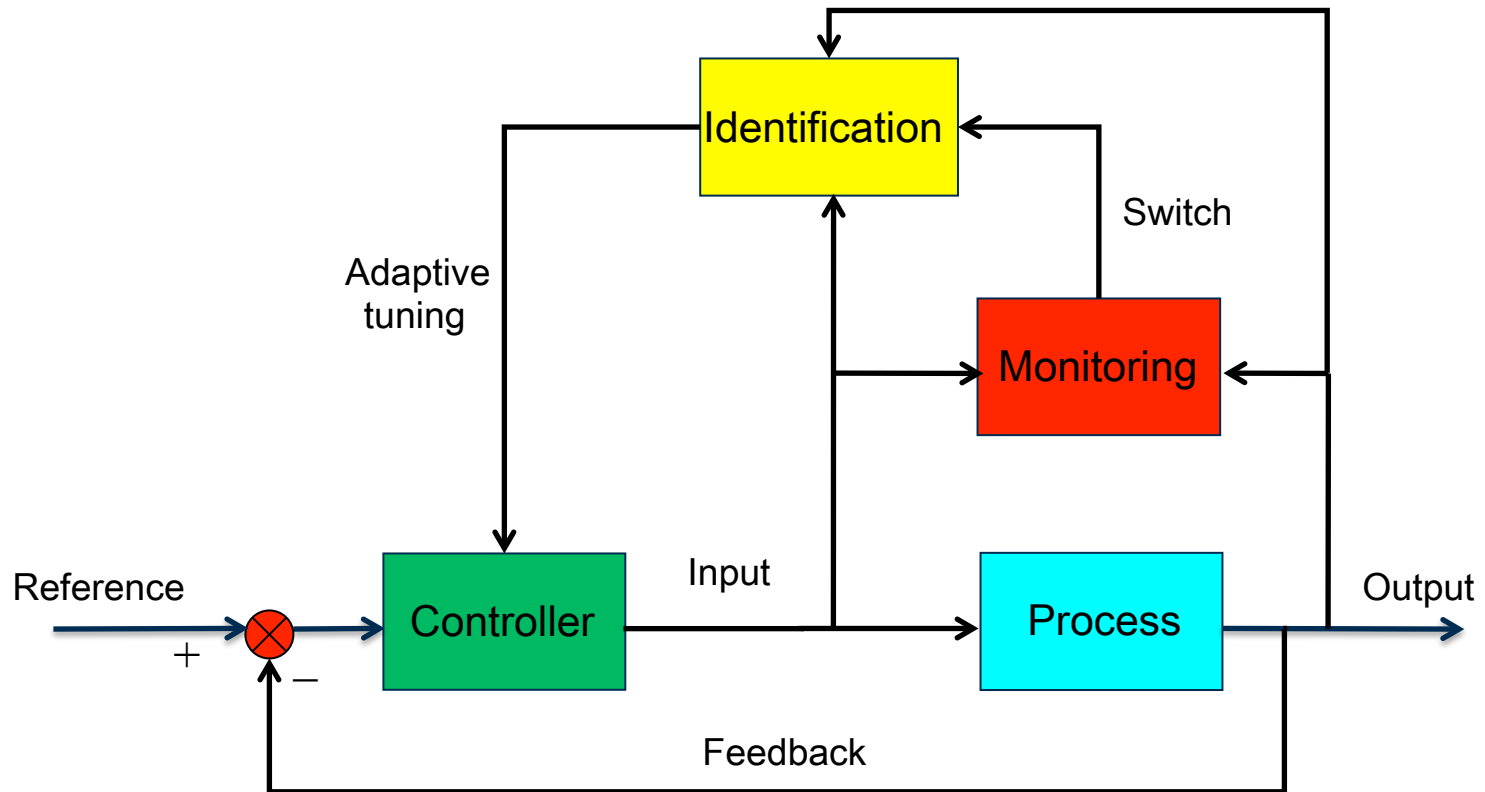 Identification
Switch
Adaptive
tuning
Monitoring
Reference
Input
Output
Controller
Process
+
−
Feedback